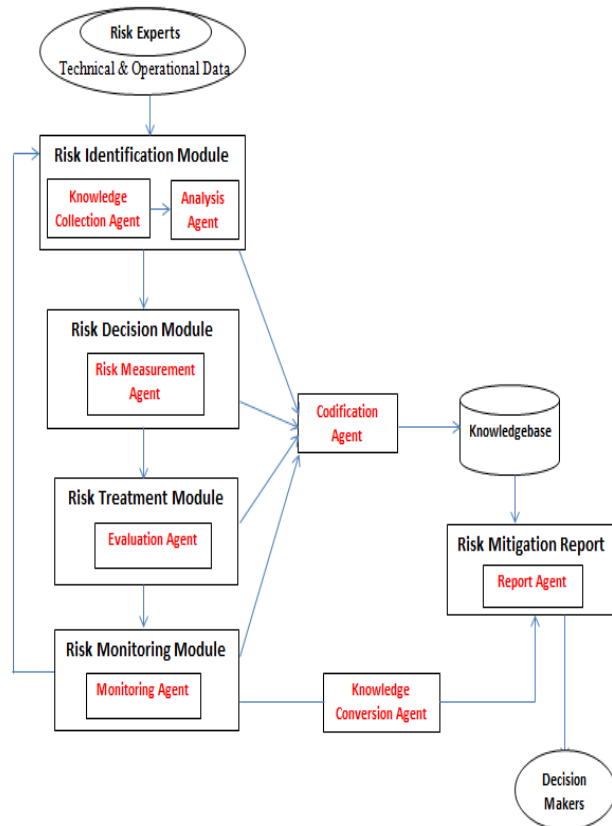 Risk Experts
Technical & Operational Data
Risk Identification Module
Knowledge
Collection Agent
Analysis
Agent
Risk Decision Module
Risk Measurement
Agent
Codification
Agent
Knowledgebase
Risk Treatment Module
Evaluation Agent
Risk Mitigation Report
Report Agent
Risk Monitoring Module
Monitoring Agent
Knowledge
Conversion Agent
Decision
Makers